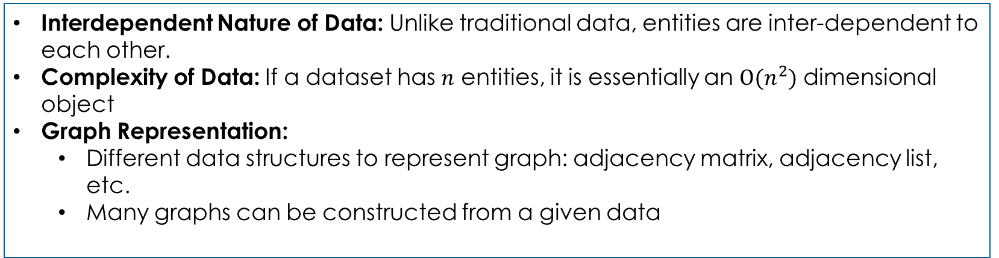 • Interdependent Nature of Data: Unlike traditional data, entities are inter-dependent to
each other.
• Complexity of Data: If a dataset has n entities, it is essentially an O(n²) dimensional
object
• Graph Representation:
• Different data structures to represent graph: adjacency matrix, adjacency list,
etc.
• Many graphs can be constructed from a given data